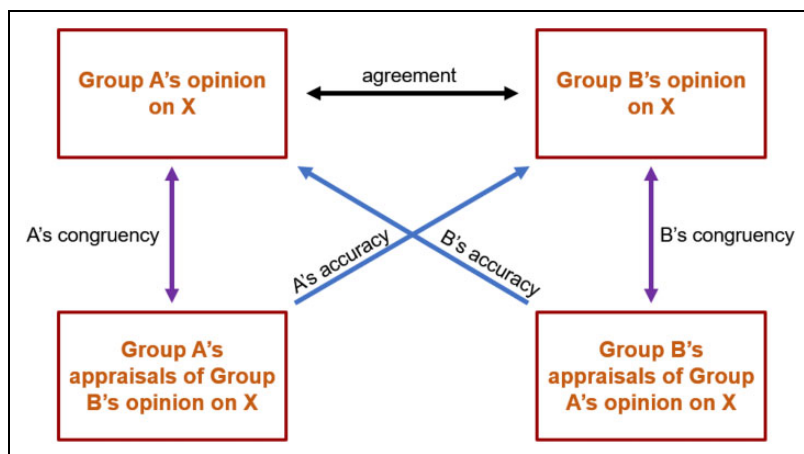 Group A’s opinion
on X
agreement
Group B’s opinion
on X
A’s congruency
A’s accuracy
B’s accuracy
B’s congruency
Group A’s
appraisals of Group
B’s opinion on X
Group B’s
appraisals of Group
A’s opinion on X